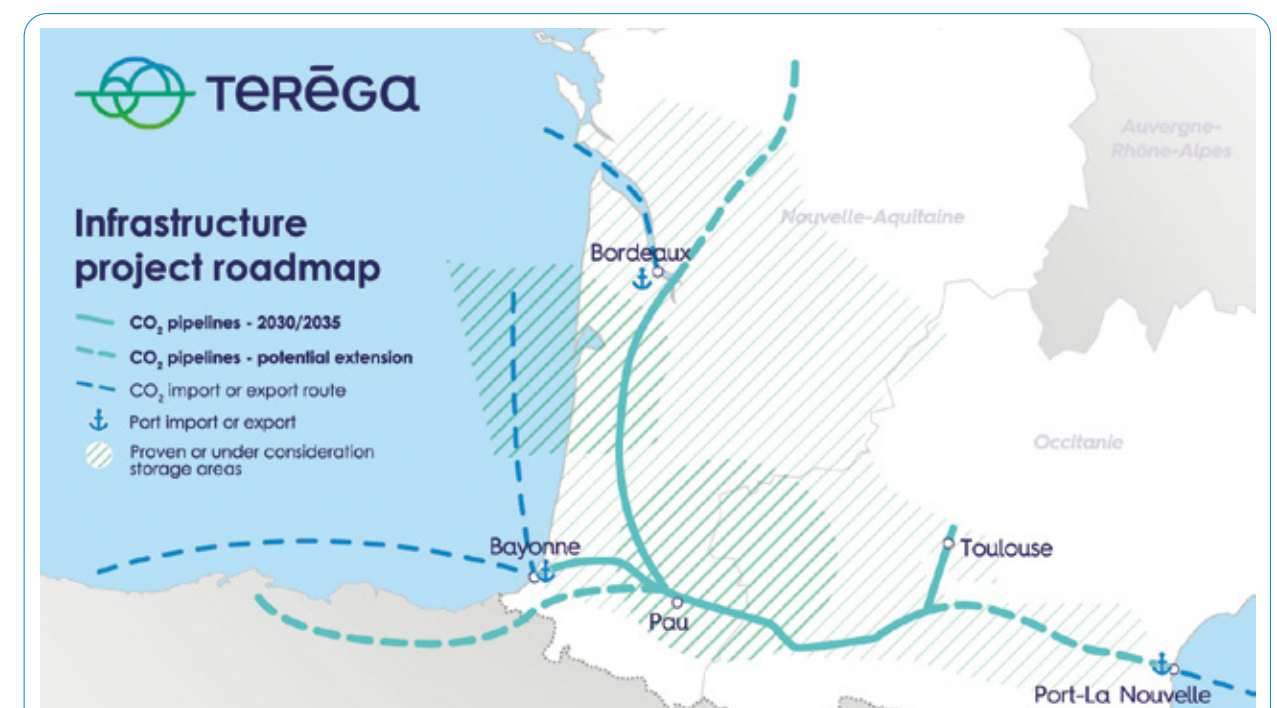 TERĒGA
Infrastructure
project roadmap
CO₂ pipelines - 2030/2035
CO₂ pipelines - potential extension
CO₂ import or export route
Port import or export
Proven or under consideration
storage areas
Auvergne-
Rhône-Alpes
Nouvelle-Aquitaine
Bordeaux
Occitanie
Bayonne
Toulouse
Pau
Port-La Nouvelle